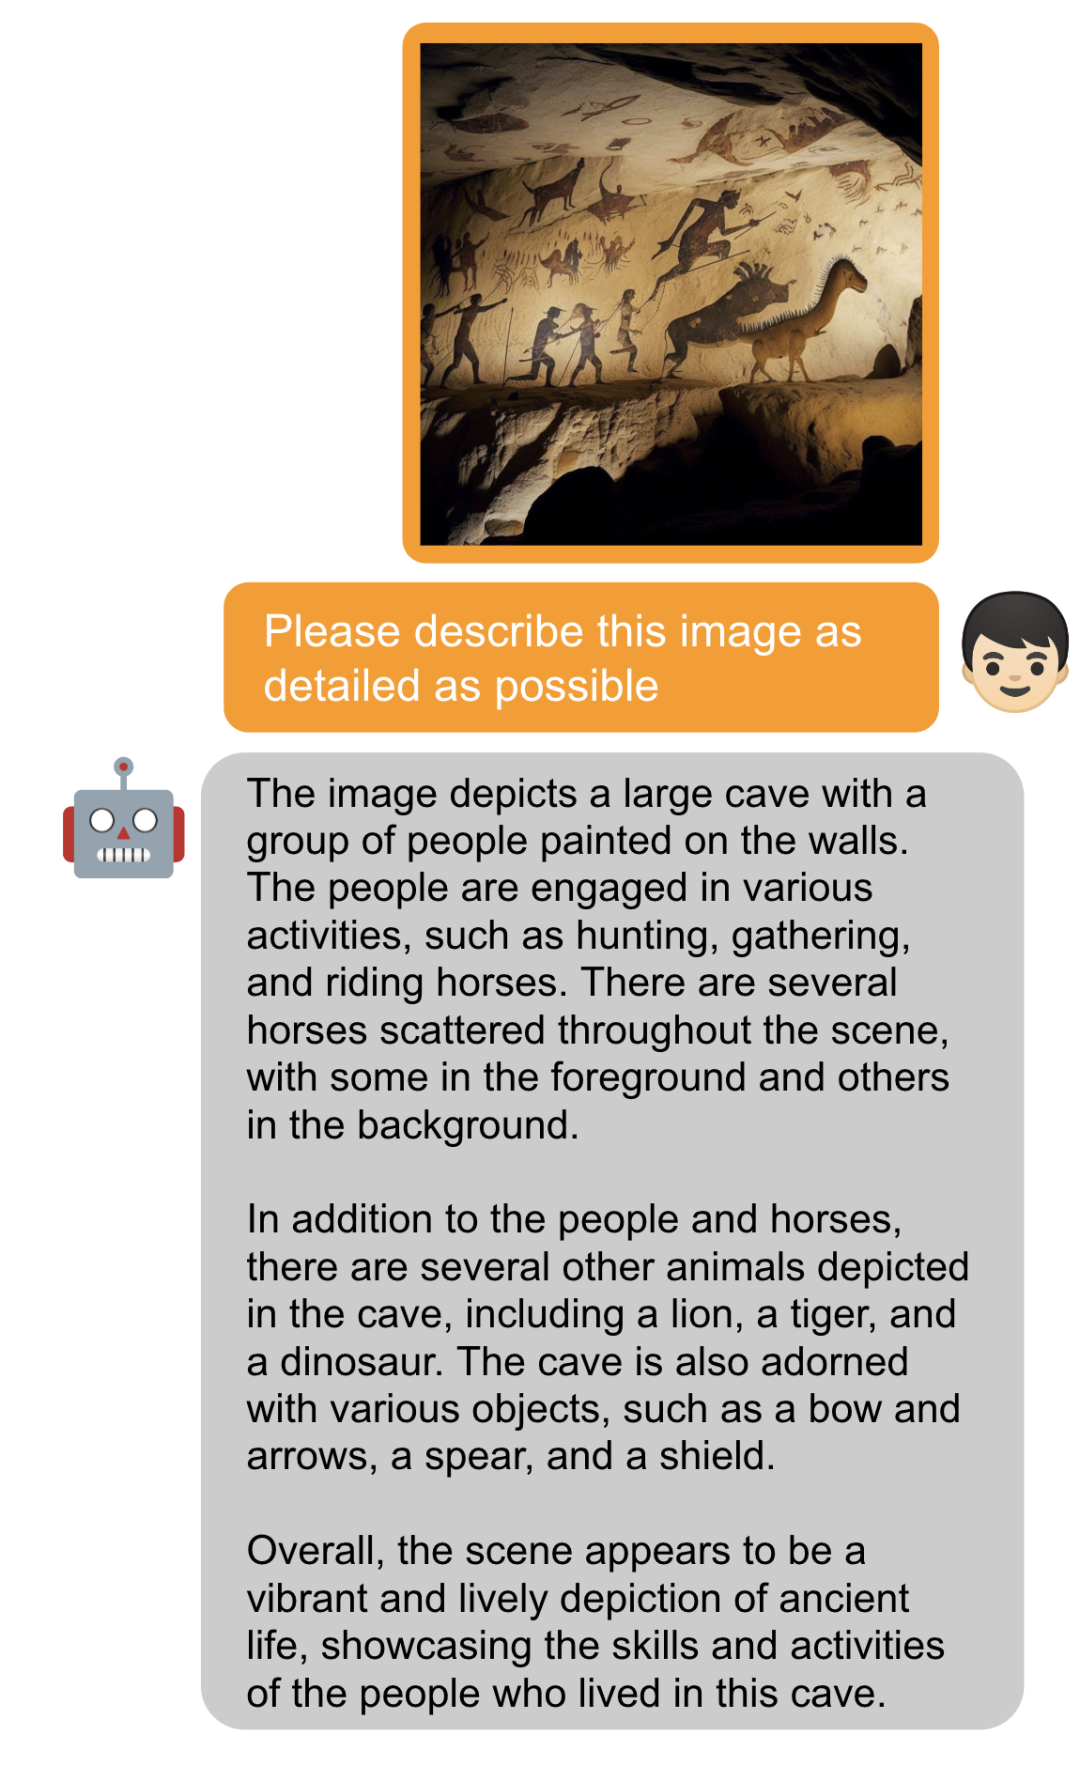 Please describe this image as
detailed as possible
The image depicts a large cave with a
group of people painted on the walls.
The people are engaged in various
activities, such as hunting, gathering,
and riding horses. There are several
horses scattered throughout the scene,
with some in the foreground and others
in the background.
In addition to the people and horses,
there are several other animals depicted
in the cave, including a lion, a tiger, and
a dinosaur. The cave is also adorned
with various objects, such as a bow and
arrows, a spear, and a shield.
Overall, the scene appears to be a
vibrant and lively depiction of ancient
life, showcasing the skills and activities
of the people who lived in this cave.